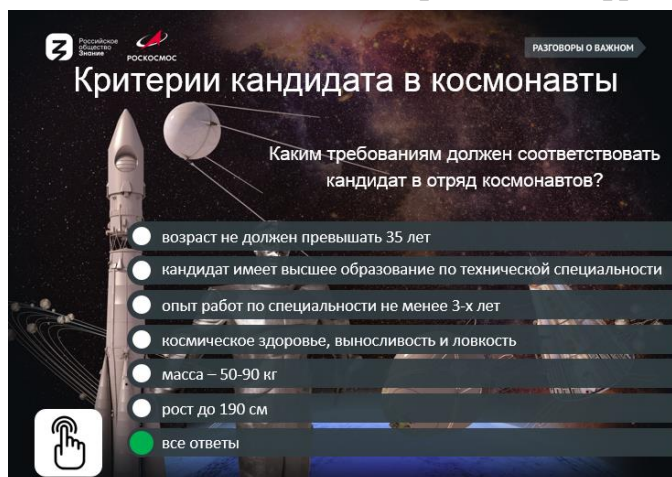 Российское
общество
Знание
РОСКОСМОС
РАЗГОВОРЫ О ВАЖНОМ
Критерии кандидата в космонавты
Каким требованиям должен соответствовать
кандидат в отряд космонавтов?
возраст не должен превышать 35 лет
кандидат имеет высшее образование по технической специальности
опыт работ по специальности не менее 3-х лет
космическое здоровье, выносливость и ловкость
масса – 50-90 кг
рост до 190 см
все ответы